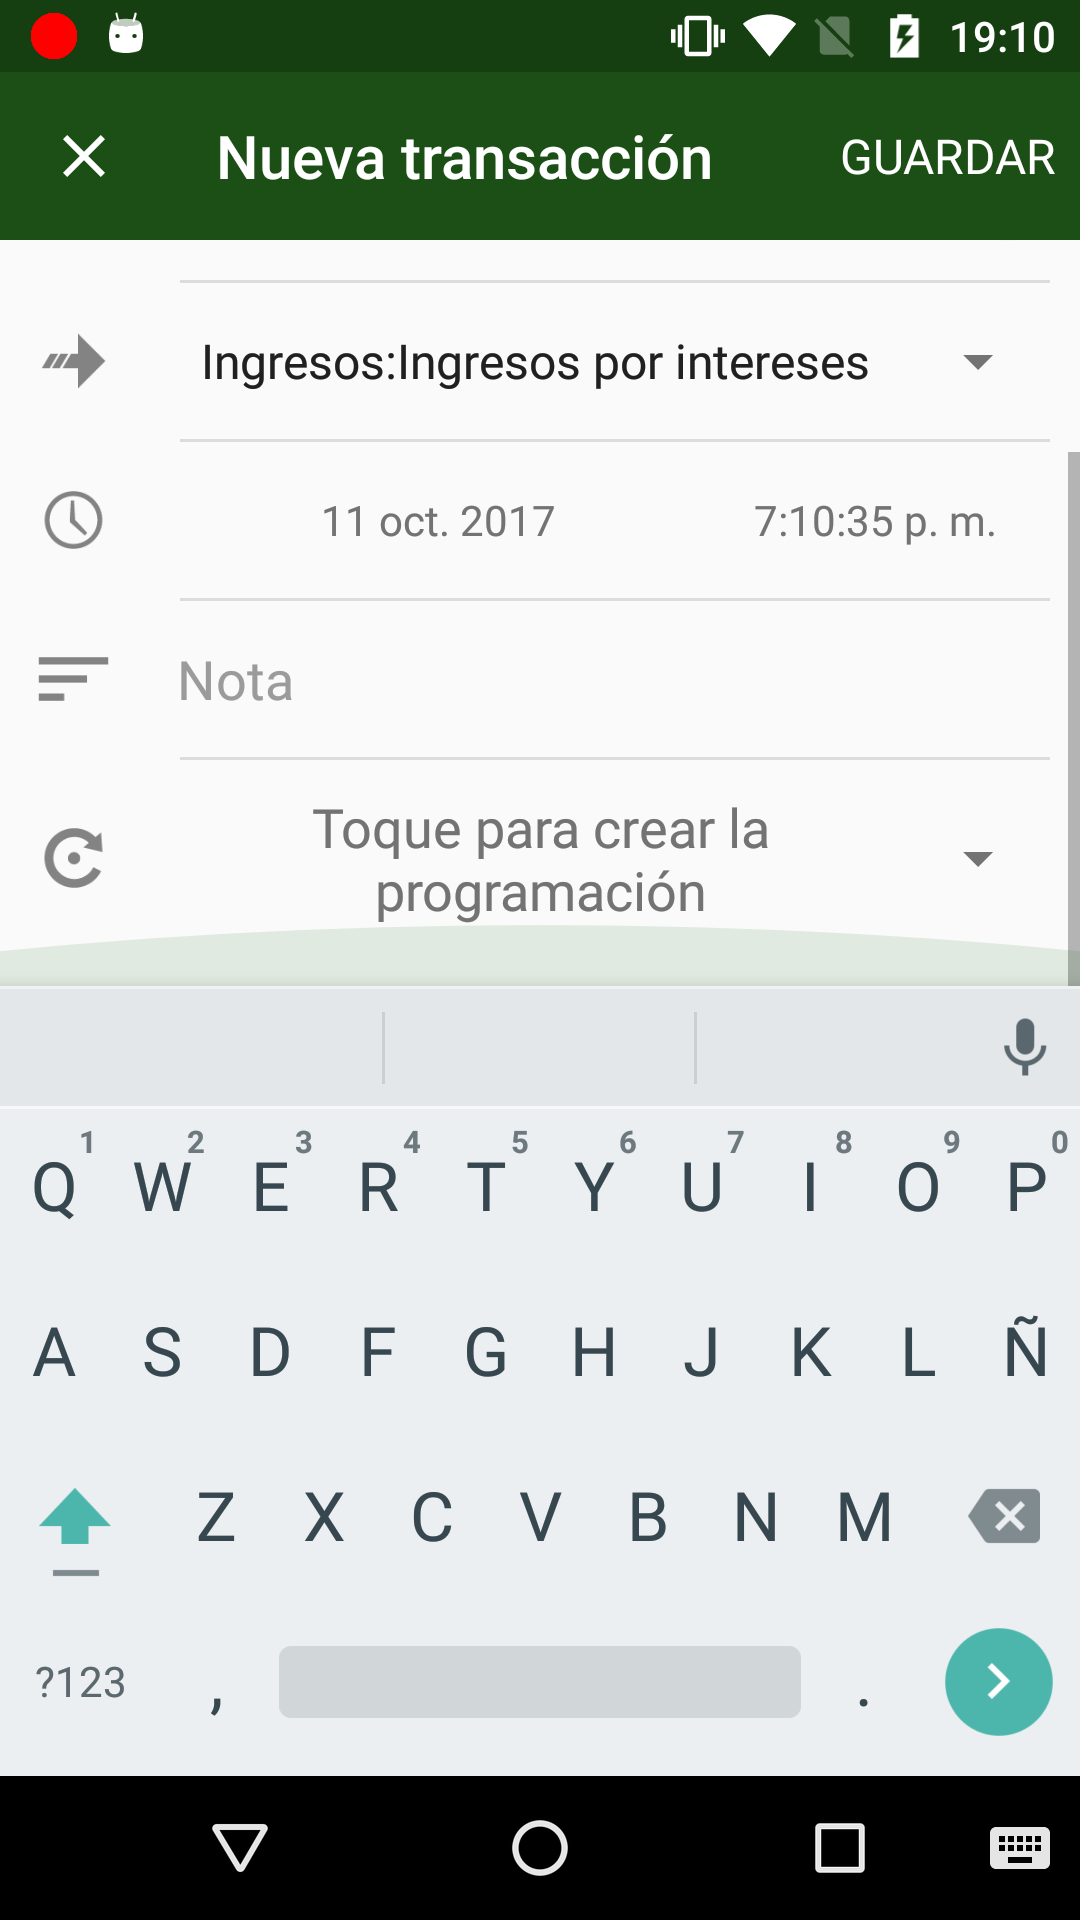 19:10
Nueva transacción GUARDAR
Ingresos:Ingresos por intereses
11 oct. 2017 7:10:35 p. m.
Nota
Toque para crear la
programación
1 2 3 4 5 6 7 8 9 0
Q W E R T Y U I O P
A S D F G H J K L Ñ
Z X C V B N M
?123 , .